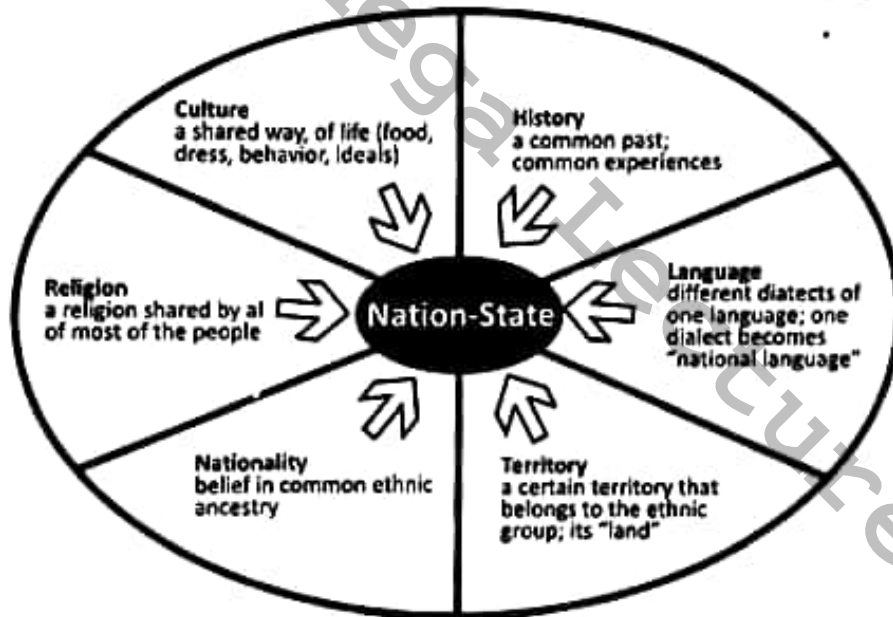 Culture
a shared way, of life (food,
dress, behavior, ideals)
History
a common past;
common experiences
Religion
a religion shared by al
of most of the people
Nation-State
Language
different diatects of
one language; one
dialect becomes
"national language"
Nationality
belief in common ethnic
ancestry
Territory
a certain territory that
belongs to the ethnic
group; its "land"
ega Lecture